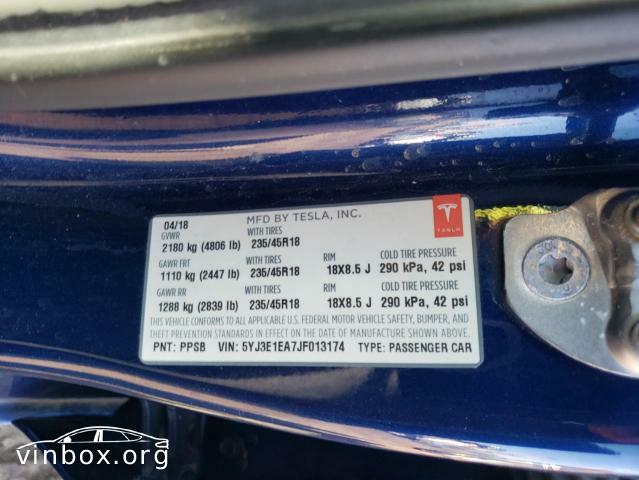 04/18 MFD BY TESLA, INC.
GVWR WITH TIRES
2180 kg (4806 lb) 235/45R18
GAWR FRT WITH TIRES RIM COLD TIRE PRESSURE
1110 kg (2447 lb) 235/45R18 18X8.5 J 290 kPa, 42 psi
GAWR RR WITH TIRES RIM COLD TIRE PRESSURE
1288 kg (2839 lb) 235/45R18 18X8.5 J 290 kPa, 42 psi
THIS VEHICLE CONFORMS TO ALL APPLICABLE U.S. FEDERAL MOTOR VEHICLE SAFETY, BUMPER, AND
THEFT PREVENTION STANDARDS IN EFFECT ON THE DATE OF MANUFACTURE SHOWN ABOVE.
PNT: PPSB VIN: 5YJ3E1EA7JF013174 TYPE: PASSENGER CAR
TESLA
vinbox.org